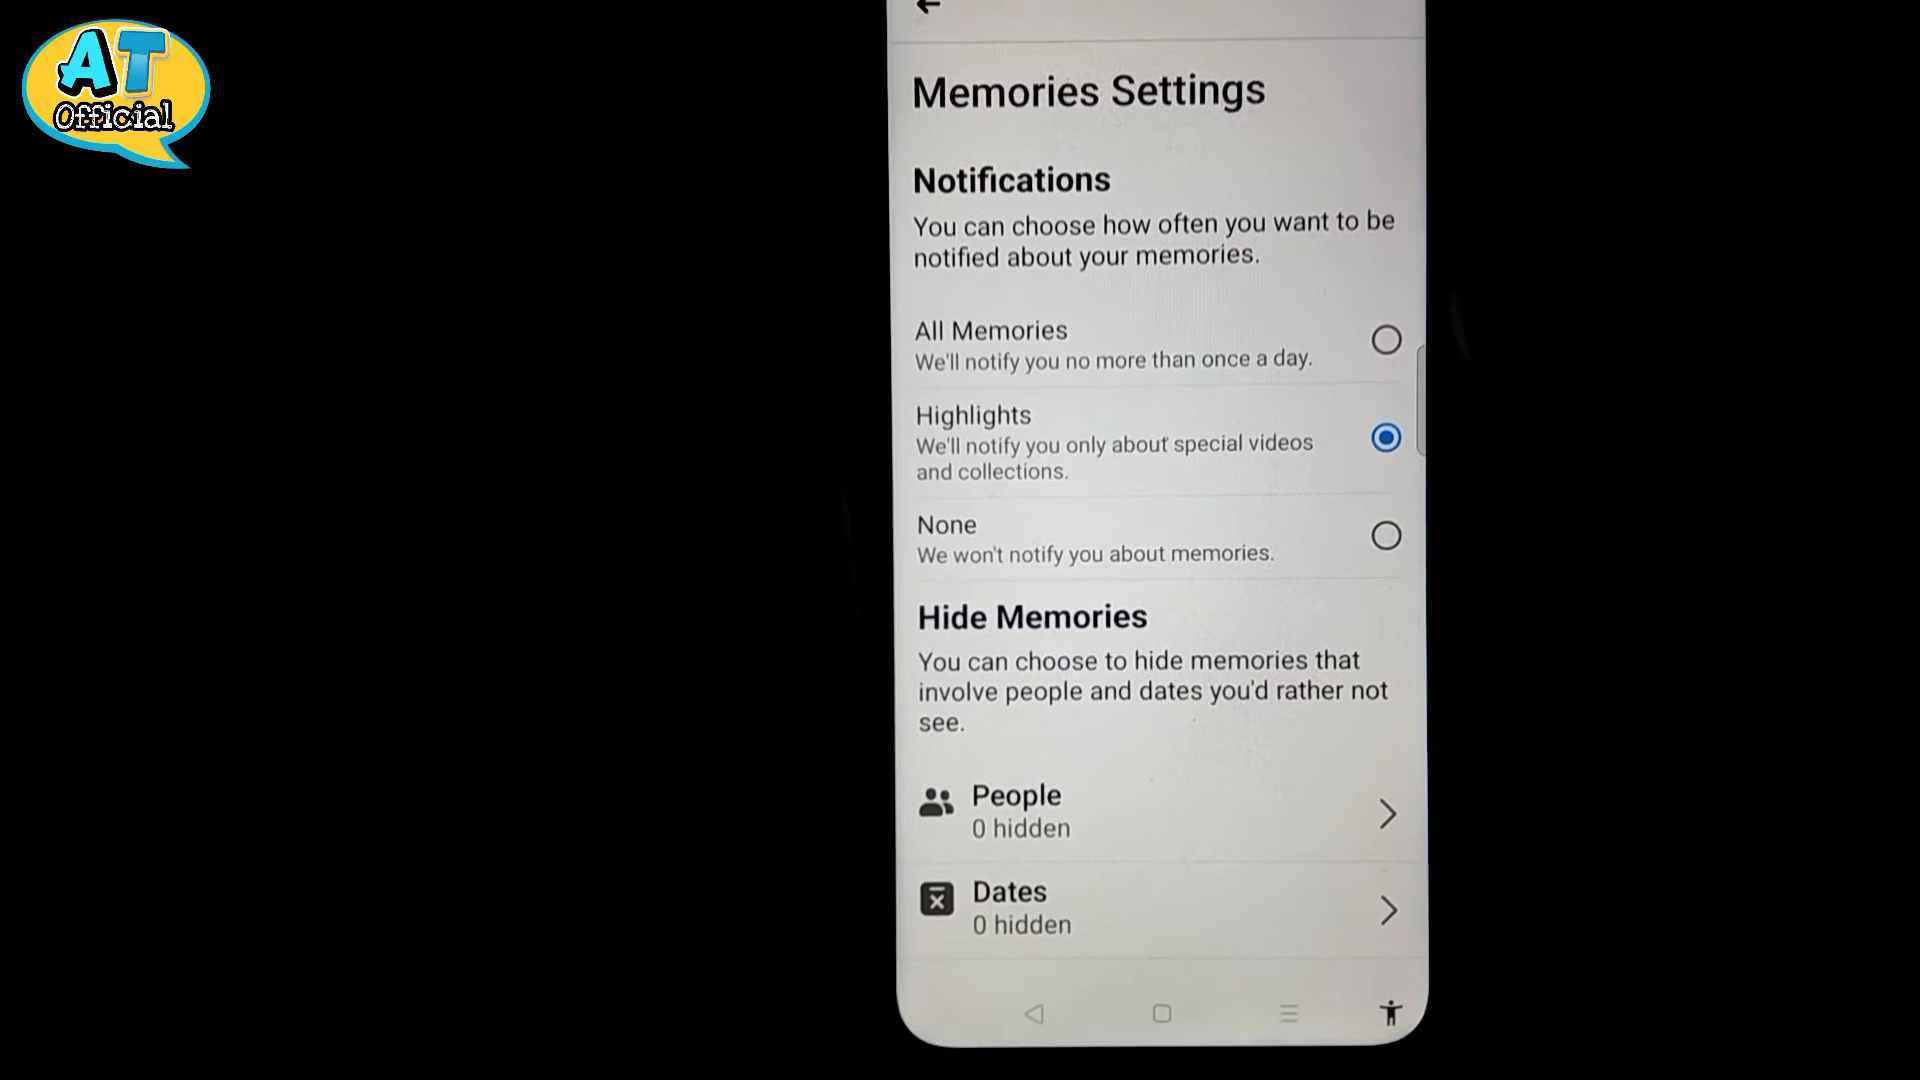 AT
Official
Memories Settings
Notifications
You can choose how often you want to be
notified about your memories.
All Memories
We'll notify you no more than once a day.
Highlights
We'll notify you only about special videos
and collections.
None
We won't notify you about memories.
Hide Memories
You can choose to hide memories that
involve people and dates you'd rather not
see.
People
0 hidden
Dates
0 hidden